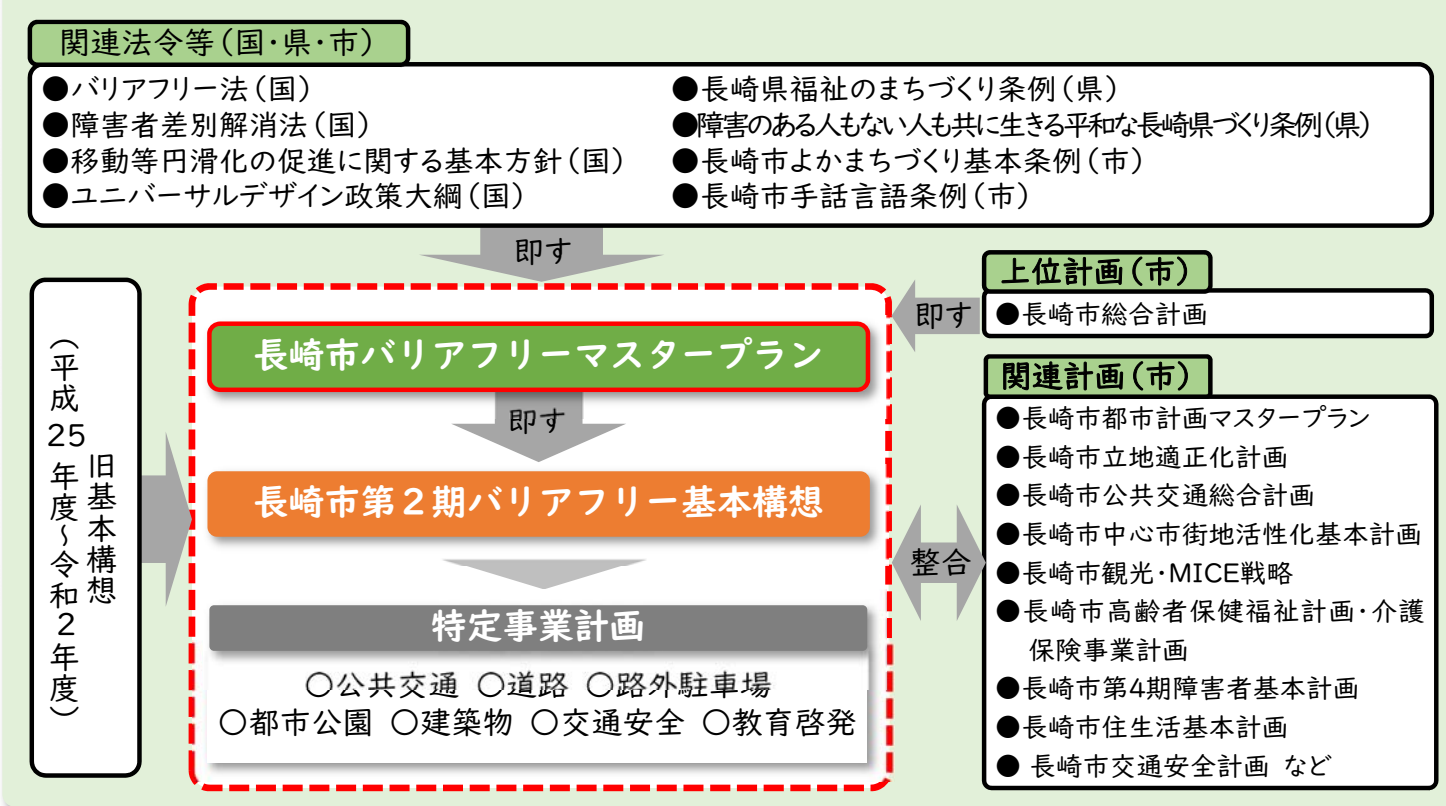 関連法令等(国・県・市)
●バリアフリー法(国)
●障害者差別解消法(国)
●移動等円滑化の促進に関する基本方針(国)
●ユニバーサルデザイン政策大綱(国)
●長崎県福祉のまちづくり条例(県)
●障害のある人もない人も共に生きる平和な長崎県づくり条例(県)
●長崎市よかまちづくり基本条例(市)
●長崎市手話言語条例(市)
即す
旧基本構想
(平成25年度~令和2年度)
長崎市バリアフリーマスタープラン
即す
長崎市第2期バリアフリー基本構想
特定事業計画
○公共交通 ○道路 ○路外駐車場
○都市公園 ○建築物 ○交通安全 ○教育啓発
即す
上位計画(市)
●長崎市総合計画
整合
関連計画(市)
●長崎市都市計画マスタープラン
●長崎市立地適正化計画
●長崎市公共交通総合計画
●長崎市中心市街地活性化基本計画
●長崎市観光・MICE戦略
●長崎市高齢者保健福祉計画・介護
保険事業計画
●長崎市第4期障害者基本計画
●長崎市住生活基本計画
● 長崎市交通安全計画 など